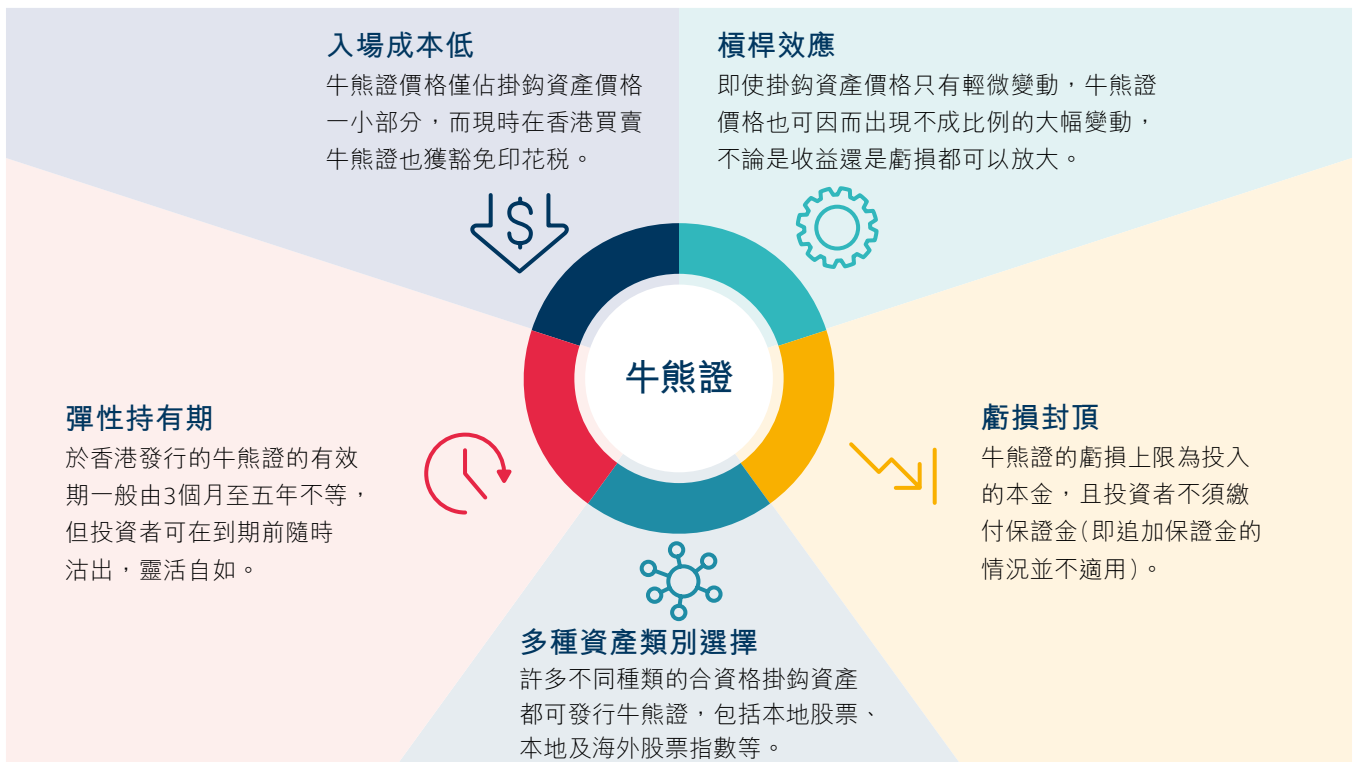 入場成本低
牛熊證價格僅佔掛鈎資產價格
一小部分，而現時在香港買賣
牛熊證也獲豁免印花稅。
槓桿效應
即使掛鈎資產價格只有輕微變動，牛熊證
價格也可因而出現不成比例的大幅變動，
不論是收益還是虧損都可以放大。
$
牛熊證
彈性持有期
於香港發行的牛熊證的有效
期一般由3個月至五年不等，
但投資者可在到期前隨時
沽出，靈活自如。
虧損封頂
牛熊證的虧損上限為投入
的本金，且投資者不須繳
付保證金(即追加保證金的
情況並不適用)。
多種資產類別選擇
許多不同種類的合資格掛鈎資產
都可發行牛熊證，包括本地股票、
本地及海外股票指數等。